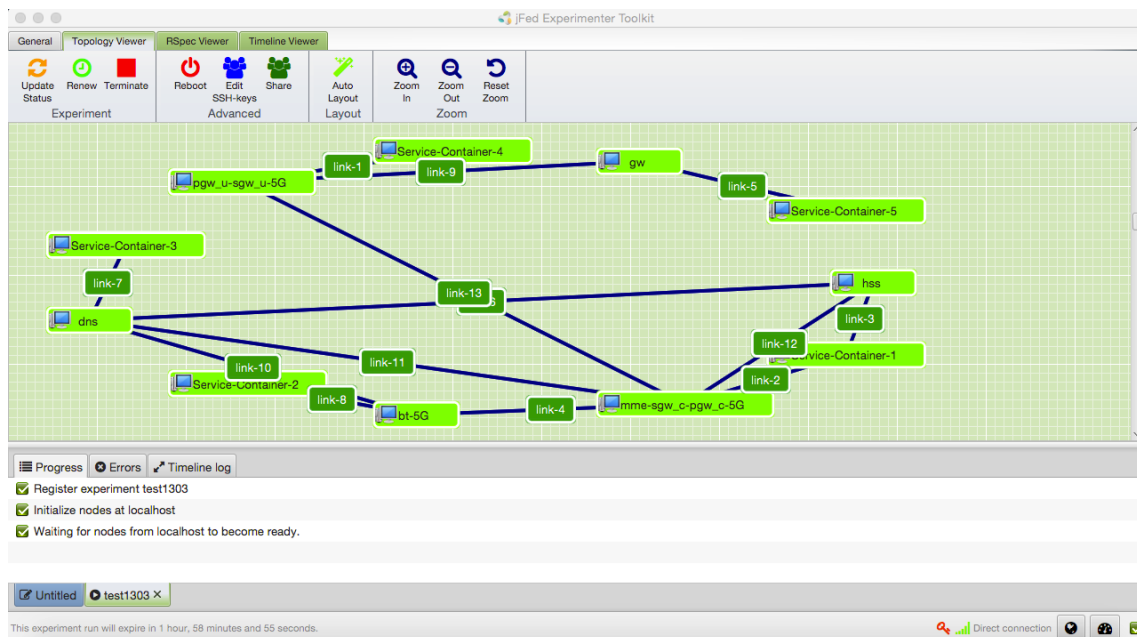 jFed Experimenter Toolkit
General Topology Viewer RSpec Viewer Timeline Viewer
Update Status Renew Terminate Reboot Edit SSH-keys Share Auto Layout Zoom In Zoom Out Reset Zoom
Experiment Advanced Layout Zoom
Service-Container-4
link-1
link-9
gw
pgw_u-sgw_u-5G
link-5
Service-Container-5
Service-Container-3
link-7
link-13
hss
dns
link-3
link-12
Service-Container-1
link-11
link-10
link-2
Service-Container-2
link-8
link-4
mme-sgw_c-pgw_c-5G
bt-5G
Progress Errors Timeline log
Register experiment test1303
Initialize nodes at localhost
Waiting for nodes from localhost to become ready.
Untitled test1303
This experiment run will expire in 1 hour, 58 minutes and 55 seconds. Direct connection